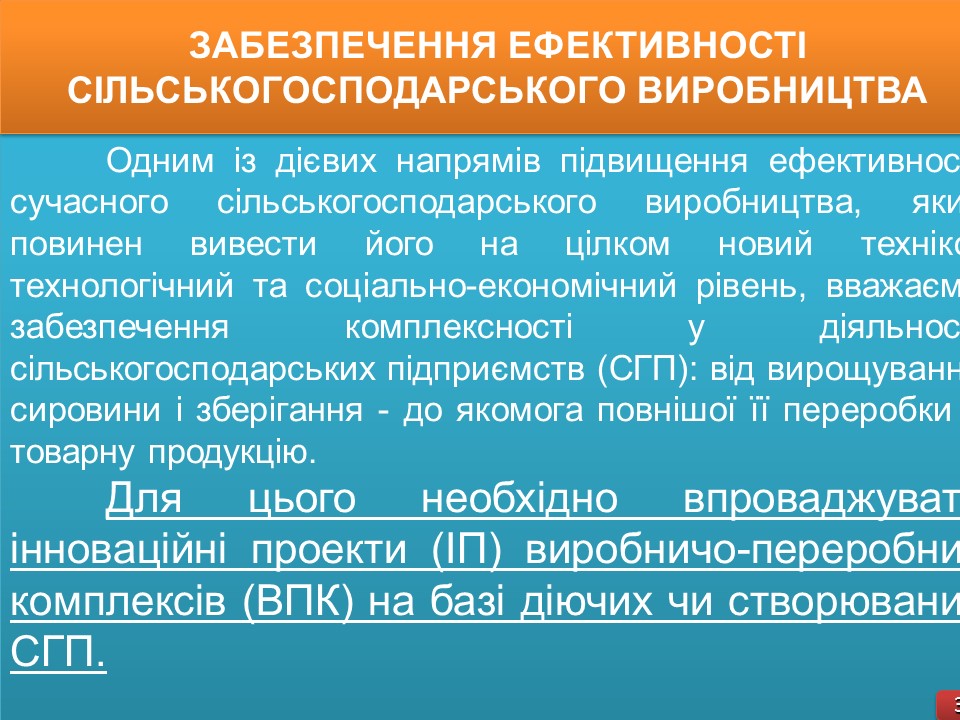 ЗАБЕЗПЕЧЕННЯ ЕФЕКТИВНОСТІ
СІЛЬСЬКОГОСПОДАРСЬКОГО ВИРОБНИЦТВА
Одним із дієвих напрямів підвищення ефективнос
сучасного сільськогосподарського виробництва, яки
повинен вивести його на цілком новий техніко
технологічний та соціально-економічний рівень, вважаєм
забезпечення комплексності у діяльнос
сільськогосподарських підприємств (СГП): від вирощуванн
сировини і зберігання - до якомога повнішої її переробки
товарну продукцію.
Для цього необхідно впроваджуват
інноваційні проекти (ІП) виробничо-переробни
комплексів (ВПК) на базі діючих чи створювани
СГП.
3